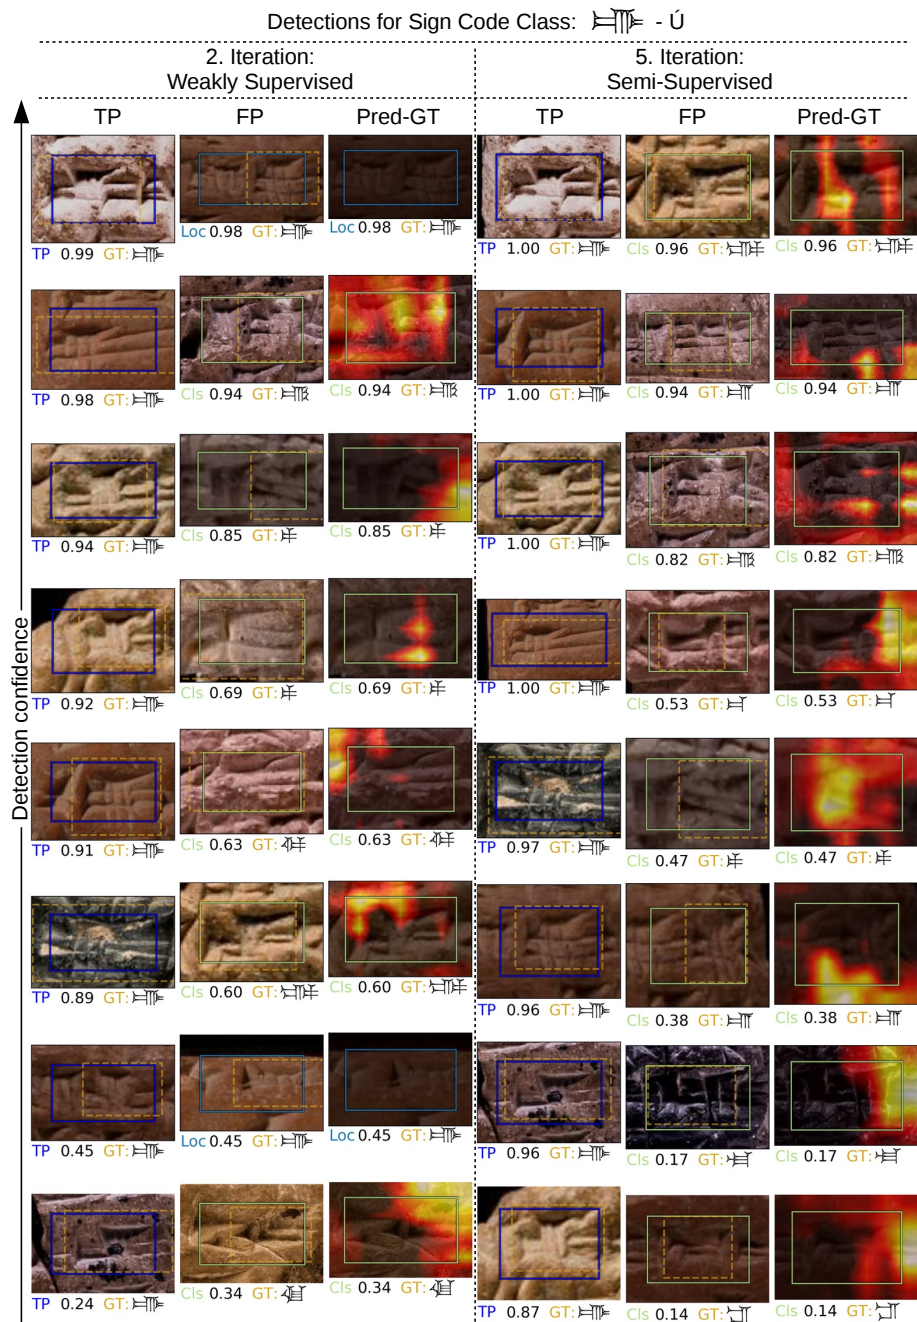 Detections for Sign Code Class: 𒌑 - Ú
2. Iteration:
Weakly Supervised
5. Iteration:
Semi-Supervised
TP FP Pred-GT TP FP Pred-GT
Detection confidence
TP 0.99 GT: 𒌑 Loc 0.98 GT: 𒌑 Loc 0.98 GT: 𒌑 TP 1.00 GT: 𒌑 Cls 0.96 GT: Cls 0.96 GT:
TP 0.98 GT: 𒌑 Cls 0.94 GT: Cls 0.94 GT: TP 1.00 GT: 𒌑 Cls 0.94 GT: Cls 0.94 GT:
TP 0.94 GT: 𒌑 Cls 0.85 GT: Cls 0.85 GT: TP 1.00 GT: 𒌑 Cls 0.82 GT: Cls 0.82 GT:
TP 0.92 GT: 𒌑 Cls 0.69 GT: Cls 0.69 GT: TP 1.00 GT: 𒌑 Cls 0.53 GT: Cls 0.53 GT:
TP 0.91 GT: 𒌑 Cls 0.63 GT: Cls 0.63 GT: TP 0.97 GT: 𒌑 Cls 0.47 GT: Cls 0.47 GT:
TP 0.89 GT: 𒌑 Cls 0.60 GT: Cls 0.60 GT: TP 0.96 GT: 𒌑 Cls 0.38 GT: Cls 0.38 GT:
TP 0.45 GT: 𒌑 Loc 0.45 GT: 𒌑 Loc 0.45 GT: 𒌑 TP 0.96 GT: 𒌑 Cls 0.17 GT: Cls 0.17 GT:
TP 0.24 GT: 𒌑 Cls 0.34 GT: Cls 0.34 GT: TP 0.87 GT: 𒌑 Cls 0.14 GT: Cls 0.14 GT: